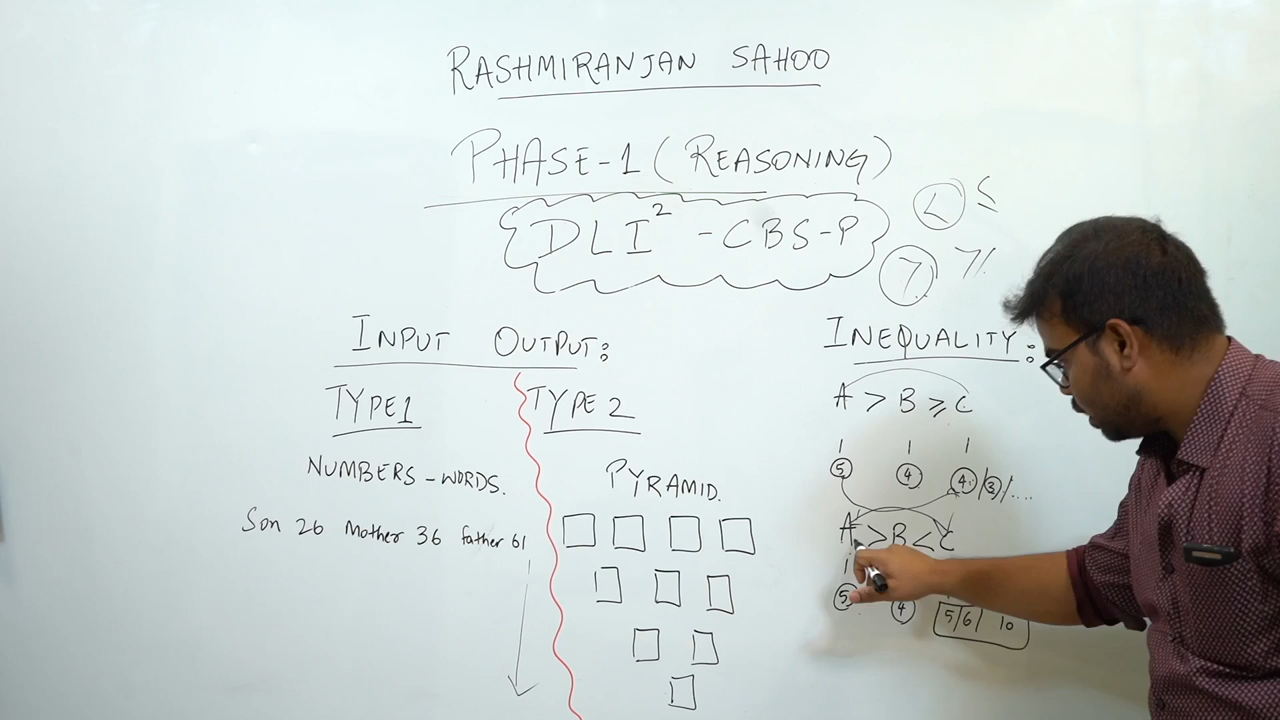 RASHMIRANJAN SAHOO
PHASE-1 (REASONING)
DLI² - CBS-P
< ≤
> ≥
INPUT OUTPUT:
TYPE 1
TYPE 2
NUMBERS - WORDS.
PYRAMID.
Son 26 Mother 36 father 61
INEQUALITY:
A > B ≥ C
5 4 4/3/....
A > B < C
5 4 5/6/ 10